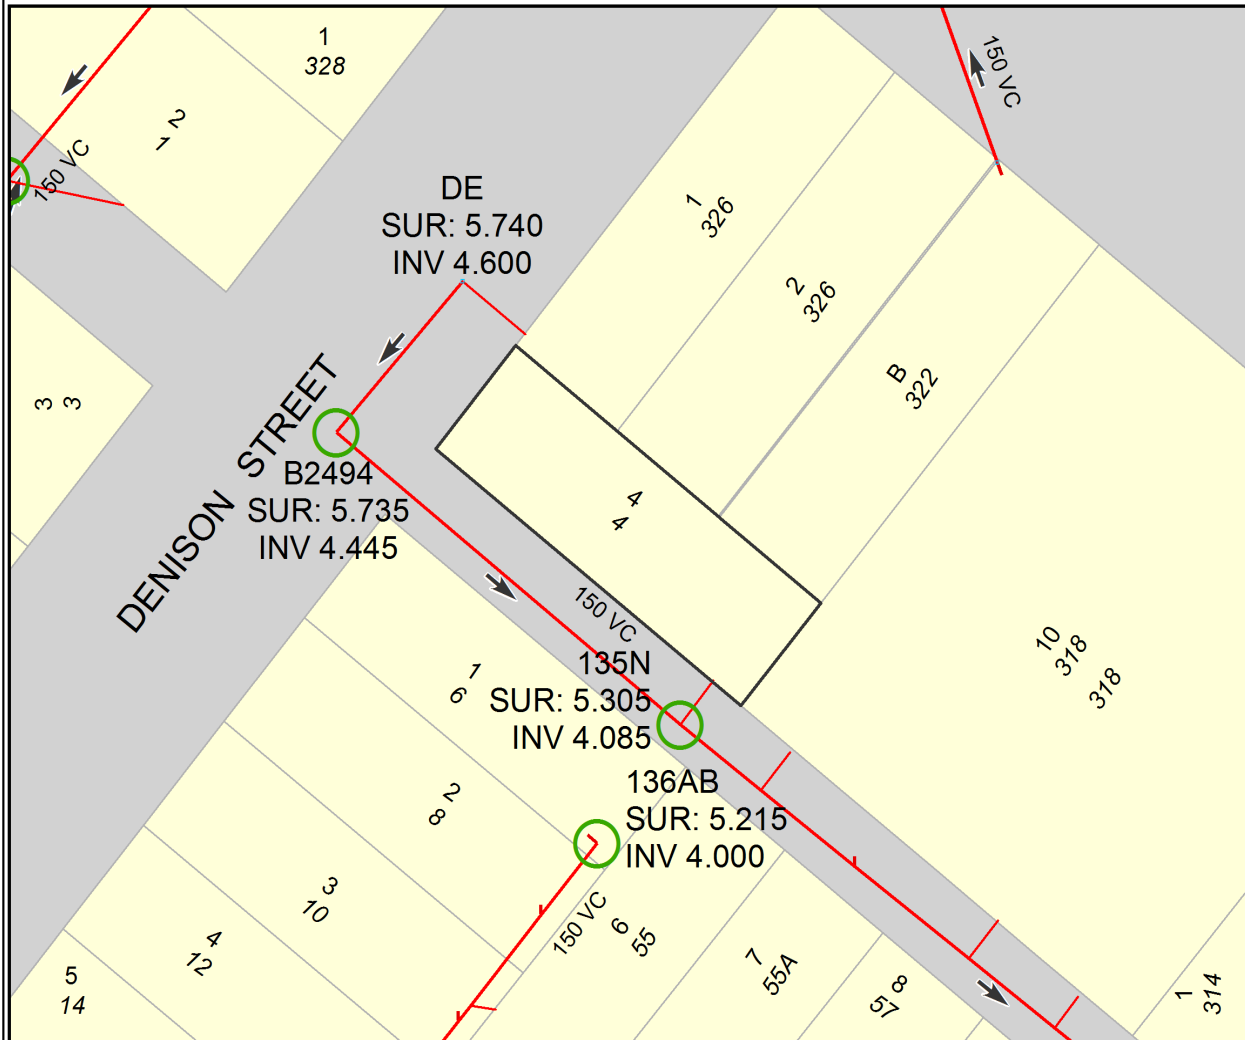 1
328
150 VC
2
1
150 VC
DE
SUR: 5.740
INV 4.600
1
326
2
326
B
322
3
3
DENISON STREET
B2494
SUR: 5.735
INV 4.445
4
4
150 VC
135N
SUR: 5.305
INV 4.085
10
318
318
1
6
136AB
SUR: 5.215
INV 4.000
2
8
3
10
150 VC
6
55
4
12
7
55A
5
14
8
57
1
314